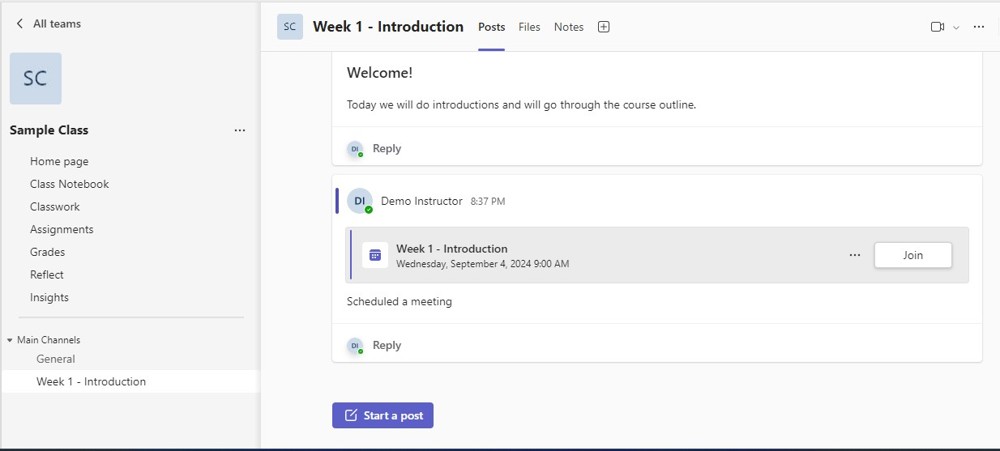 All teams
SC
Sample Class
Home page
Class Notebook
Classwork
Assignments
Grades
Reflect
Insights
Main Channels
General
Week 1 - Introduction
SC Week 1 - Introduction Posts Files Notes
Welcome!
Today we will do introductions and will go through the course outline.
DI Reply
DI Demo Instructor 8:37 PM
Week 1 - Introduction
Wednesday, September 4, 2024 9:00 AM
Join
Scheduled a meeting
DI Reply
Start a post